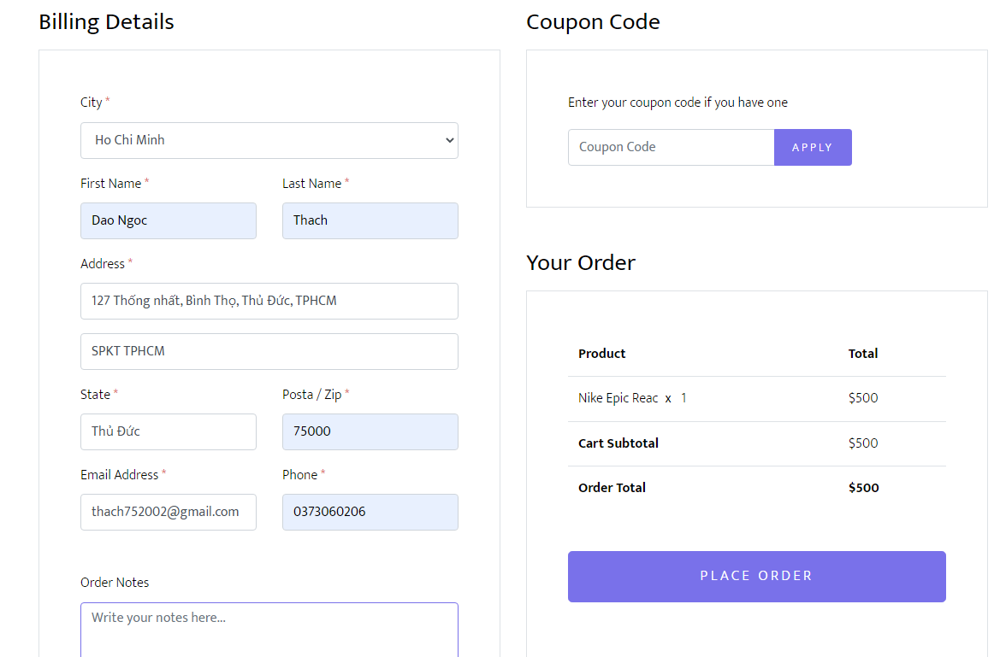 Billing Details
City *
Ho Chi Minh
First Name * Last Name *
Dao Ngoc Thach
Address *
127 Thống nhất, Bình Thọ, Thủ Đức, TPHCM
SPKT TPHCM
State * Posta / Zip *
Thủ Đức 75000
Email Address * Phone *
thach752002@gmail.com 0373060206
Order Notes
Write your notes here...
Coupon Code
Enter your coupon code if you have one
Coupon Code APPLY
Your Order
Product Total
Nike Epic Reac x 1 $500
Cart Subtotal $500
Order Total $500
PLACE ORDER